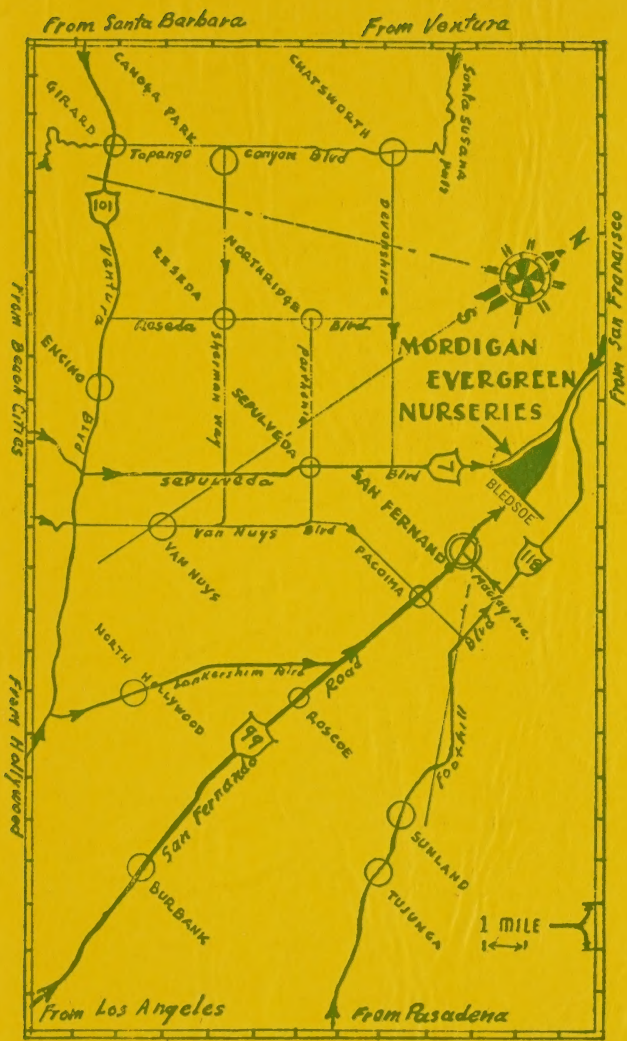 From Santa Barbara
From Ventura
GIRARD
CANOGA PARK
CHATSWORTH
Santa Susana
Pass
Topango
Canyon Blvd
101
Ventura
Blvd
Devonshire
N
S
RESEDA
NORTHRIDGE
Reseda
Blvd
Sherman Way
Parthenia
From San Francisco
From Beach Cities
ENCINO
SEPULVEDA
MORDIGAN
EVERGREEN
NURSERIES
Sepulveda
Blvd
7
BLEDSOE
Van Nuys
Blvd
VAN NUYS
SAN FERNANDO
PACOIMA
118
Maclay Ave.
Blvd
NORTH
HOLLYWOOD
Lankershim Blvd
Road
ROSCOE
99
San Fernando
Foothill
From Hollywood
SUNLAND
TUJUNGA
BURBANK
1 MILE
From Los Angeles
From Pasadena